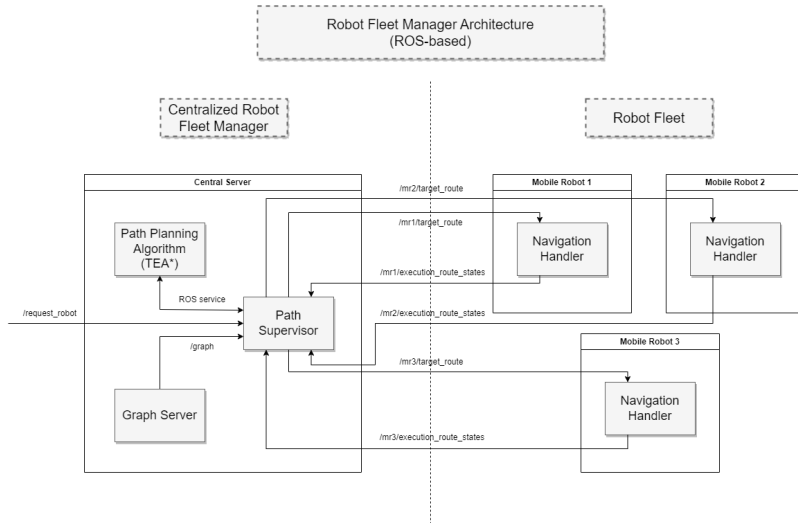 Robot Fleet Manager Architecture
(ROS-based)
Centralized Robot
Fleet Manager
Robot Fleet
Central Server
Mobile Robot 1
Mobile Robot 2
/mr2/target_route
/mr1/target_route
Path Planning
Algorithm
(TEA*)
Navigation
Handler
Navigation
Handler
/mr1/execution_route_states
ROS service
/request_robot
Path
Supervisor
/mr2/execution_route_states
/graph
Mobile Robot 3
/mr3/target_route
Graph Server
Navigation
Handler
/mr3/execution_route_states